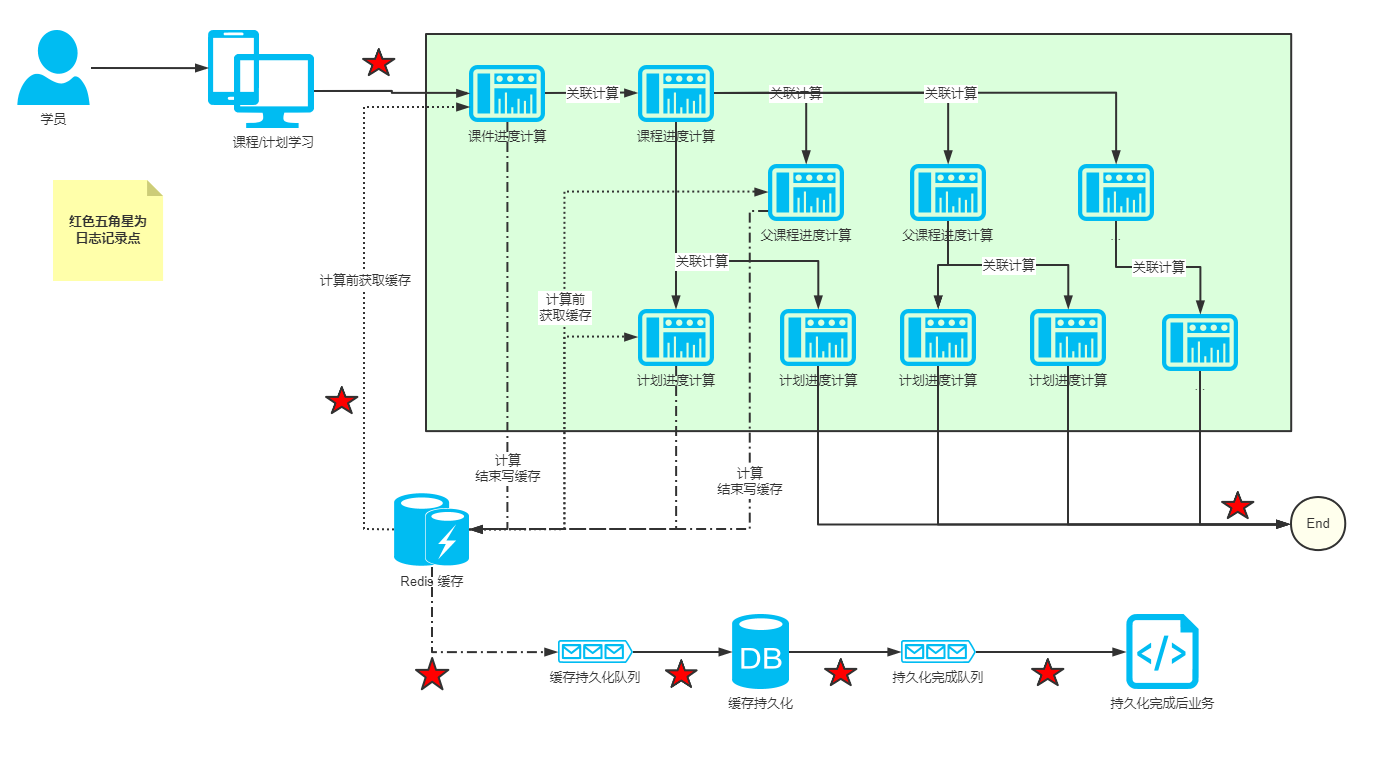 学员
课程/计划学习
红色五角星为
日志记录点
关联计算
关联计算
关联计算
课件进度计算
课程进度计算
父课程进度计算
父课程进度计算
...
关联计算
关联计算
关联计算
计算前获取缓存
计算前
获取缓存
计划进度计算
计划进度计算
计划进度计算
计划进度计算
...
计算
结束写缓存
计算
结束写缓存
End
Redis 缓存
DB
缓存持久化队列
缓存持久化
持久化完成队列
持久化完成后业务